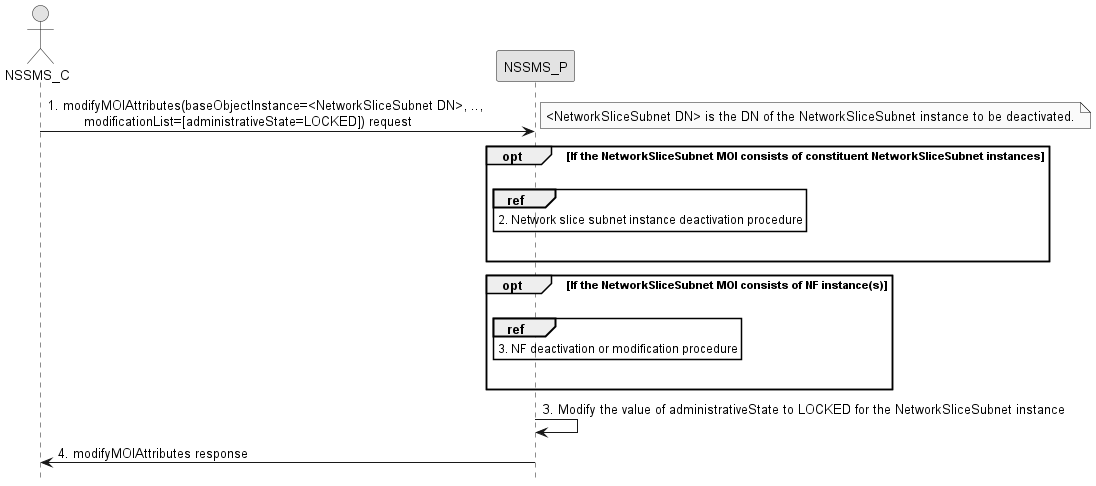 NSSMS_C
NSSMS_P
1. modifyMOIAttributes(baseObjectInstance=<NetworkSliceSubnet DN>, . . ,
modificationList=[administrativeState=LOCKED]) request
<NetworkSliceSubnet DN> is the DN of the NetworkSliceSubnet instance to be deactivated.
opt [If the NetworkSliceSubnet MOI consists of constituent NetworkSliceSubnet instances]
ref
2. Network slice subnet instance deactivation procedure
opt [If the NetworkSliceSubnet MOI consists of NF instance(s)]
ref
3. NF deactivation or modification procedure
3. Modify the value of administrativeState to LOCKED for the NetworkSliceSubnet instance
4. modifyMOIAttributes response